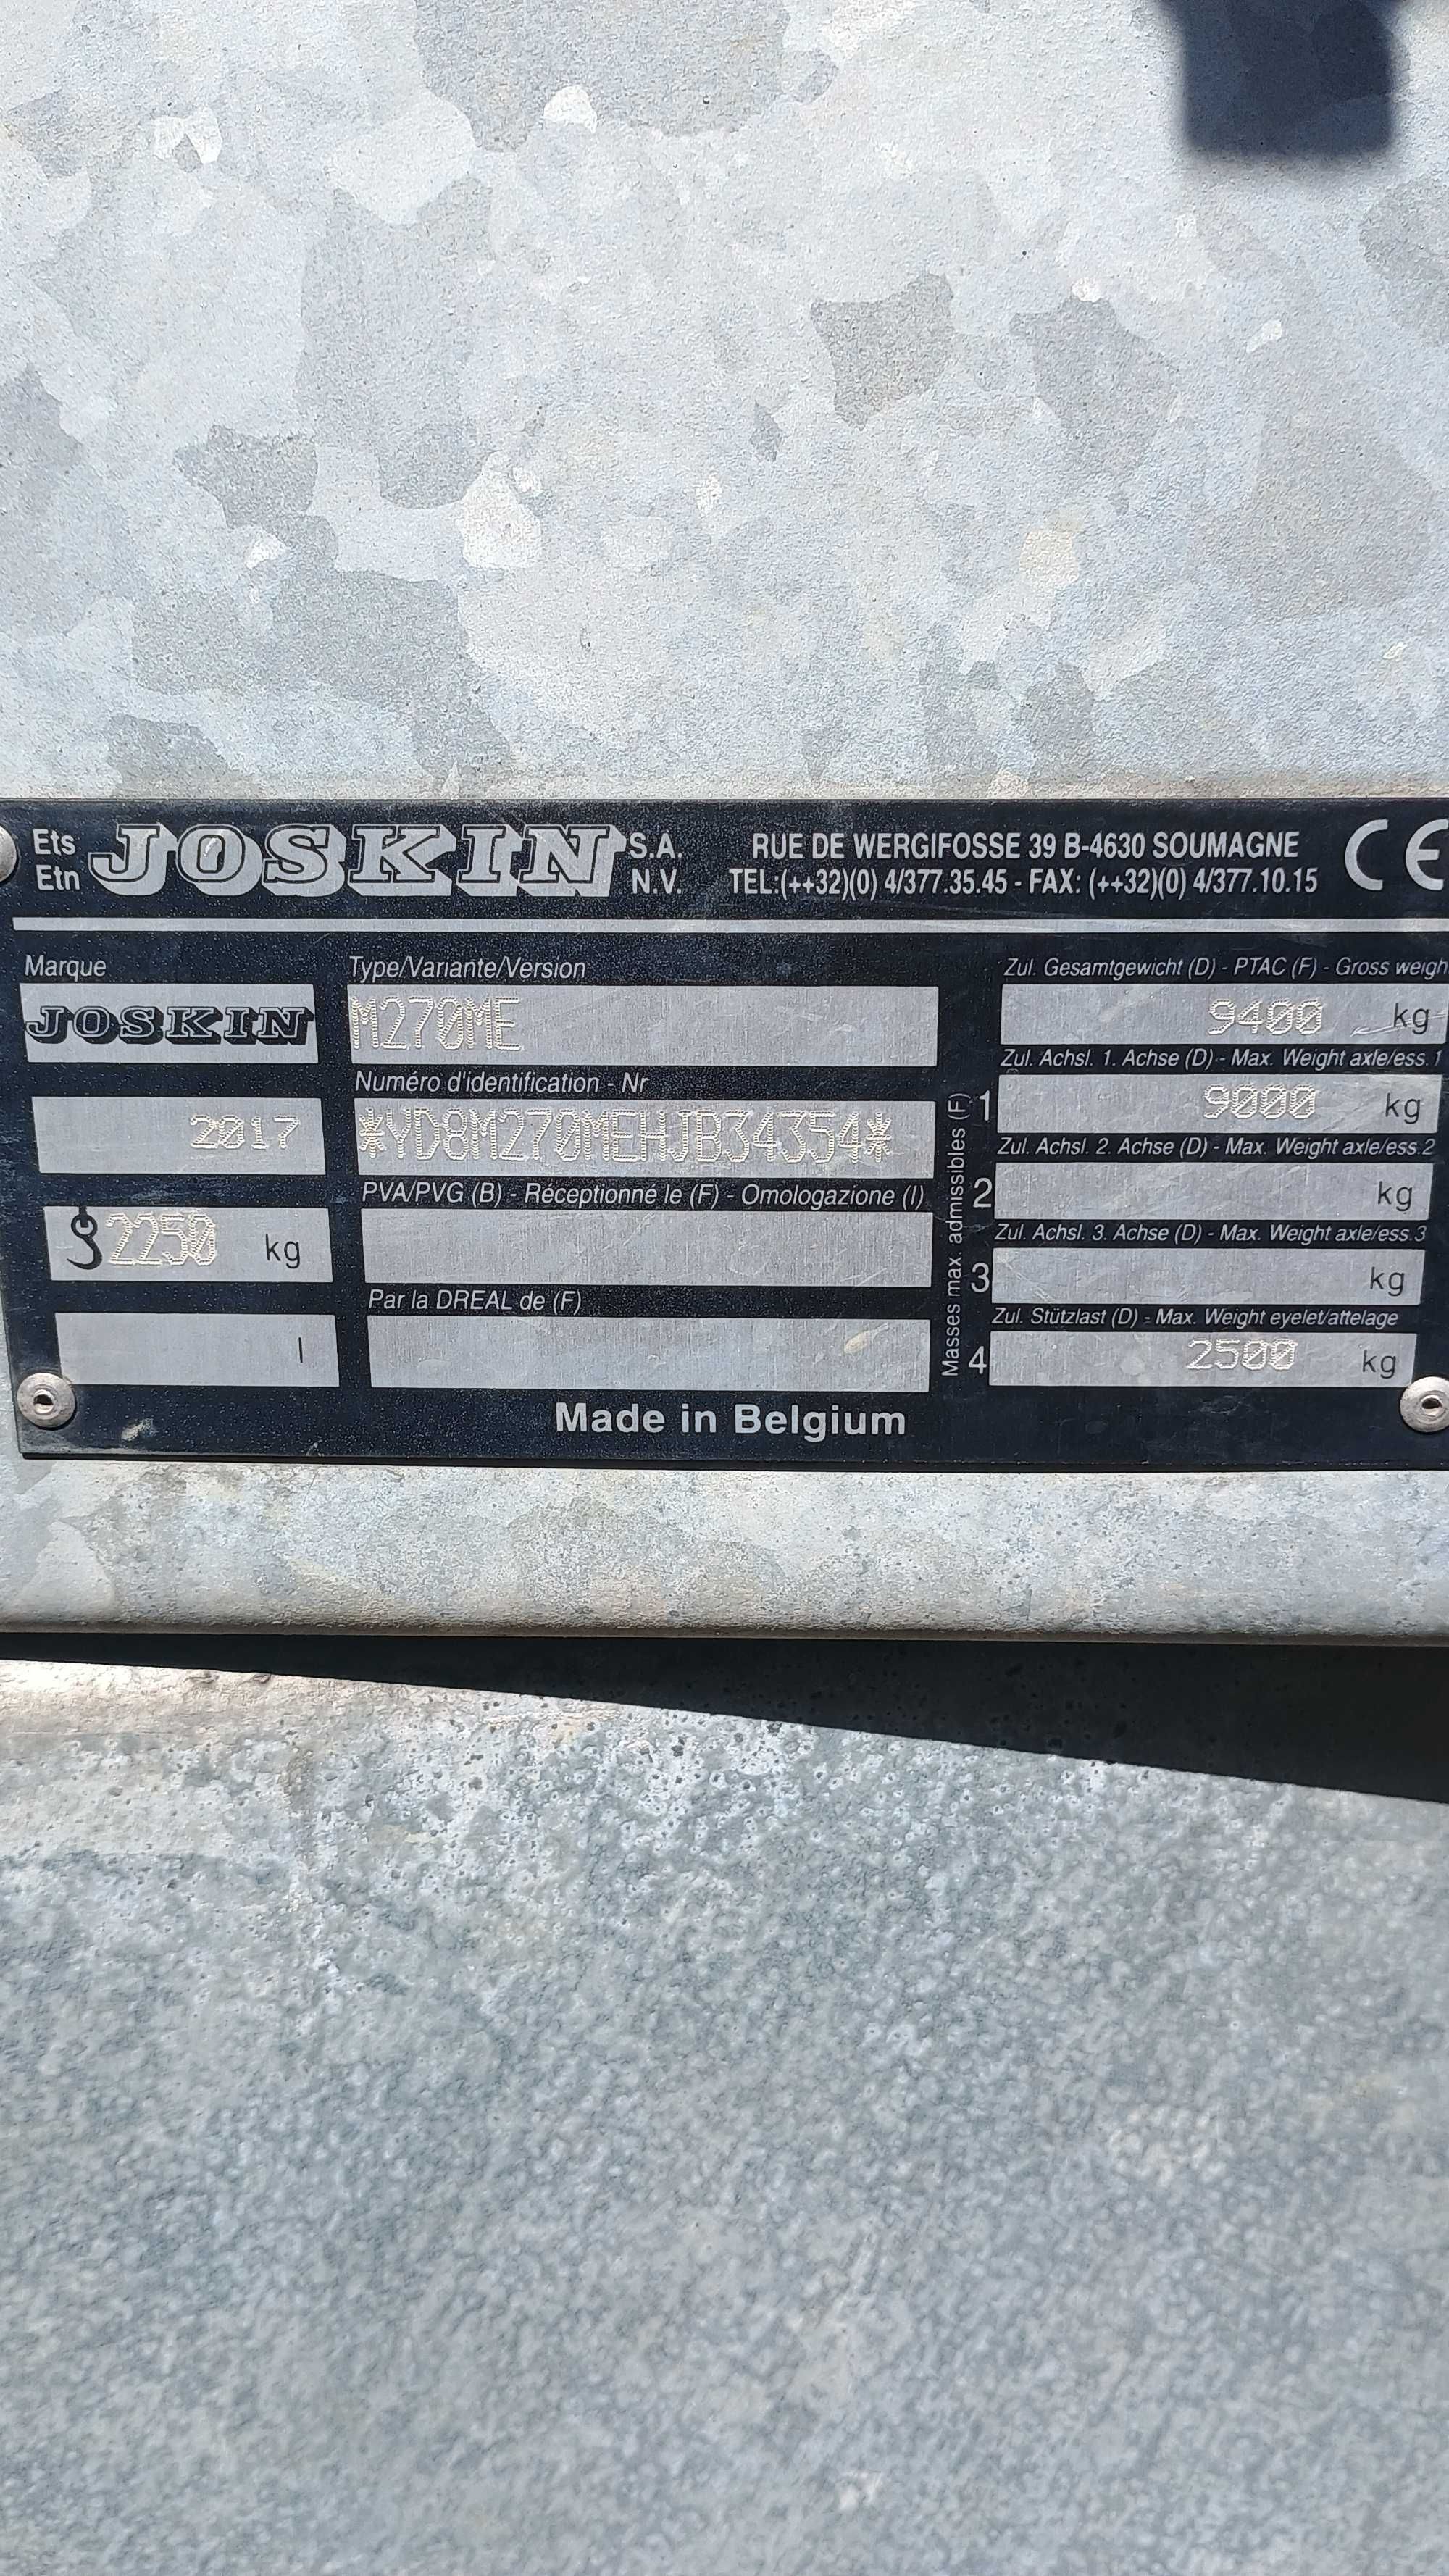 Ets JOSKIN S.A.
Etn N.V.
RUE DE WERGIFOSSE 39 B-4630 SOUMAGNE
TEL:(++32)(0) 4/377.35.45 - FAX: (++32)(0) 4/377.10.15
CE
Marque
JOSKIN
2017
2250 kg
l
Type/Variante/Version
M270ME
Numéro d'identification - Nr
*YD8M270MEHJB34354*
PVA/PVG (B) - Réceptionné le (F) - Omologazione (I)
Par la DREAL de (F)
Masses max. admissibles (F)
Zul. Gesamtgewicht (D) - PTAC (F) - Gross weigh
9400 kg
Zul. Achsl. 1. Achse (D) - Max. Weight axle/ess.1
1 9000 kg
Zul. Achsl. 2. Achse (D) - Max. Weight axle/ess.2
2 kg
Zul. Achsl. 3. Achse (D) - Max. Weight axle/ess.3
3 kg
Zul. Stützlast (D) - Max. Weight eyelet/attelage
4 2500 kg
Made in Belgium